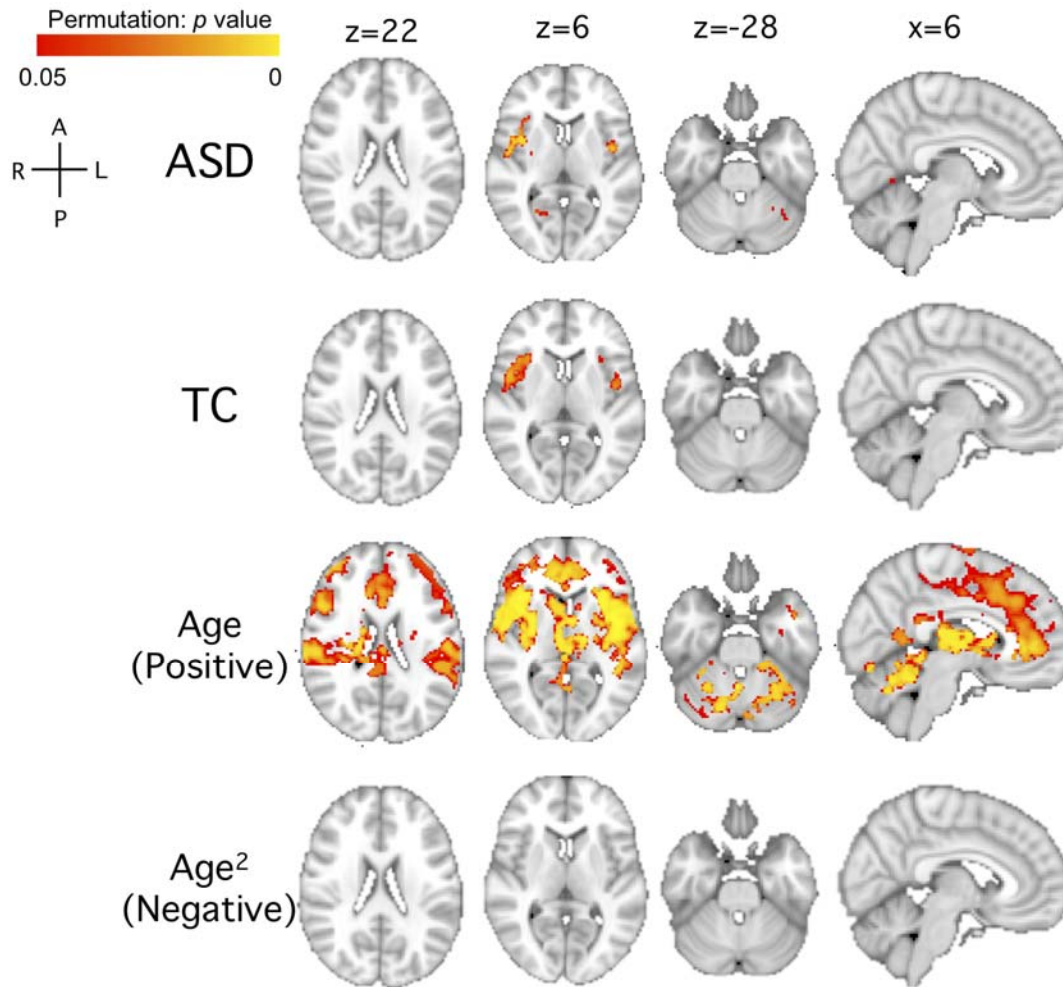 Permutation: p value
0.05 0
z=22 z=6 z=-28 x=6
A
R L
P
ASD
TC
Age
(Positive)
Age²
(Negative)